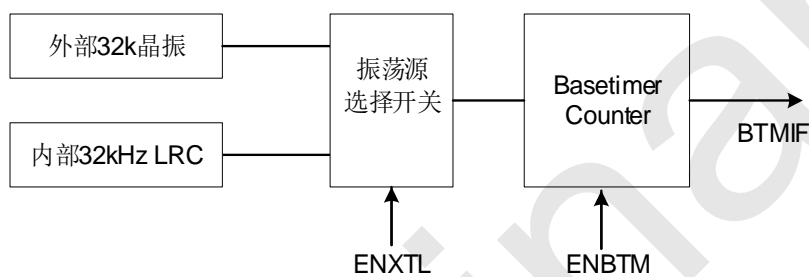 外部32k晶振
振荡源
选择开关
Basetimer
Counter
BTMIF
内部32kHz LRC
ENXTL
ENBTM